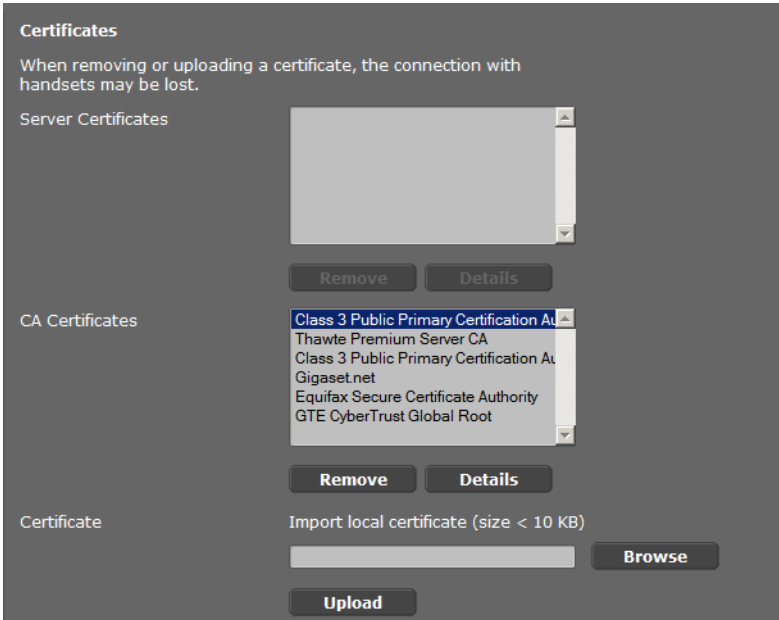 Certificates
When removing or uploading a certificate, the connection with
handsets may be lost.
Server Certificates
Remove Details
CA Certificates
Class 3 Public Primary Certification Au
Thawte Premium Server CA
Class 3 Public Primary Certification Au
Gigaset.net
Equifax Secure Certificate Authority
GTE CyberTrust Global Root
Remove Details
Certificate Import local certificate (size < 10 KB)
Browse
Upload